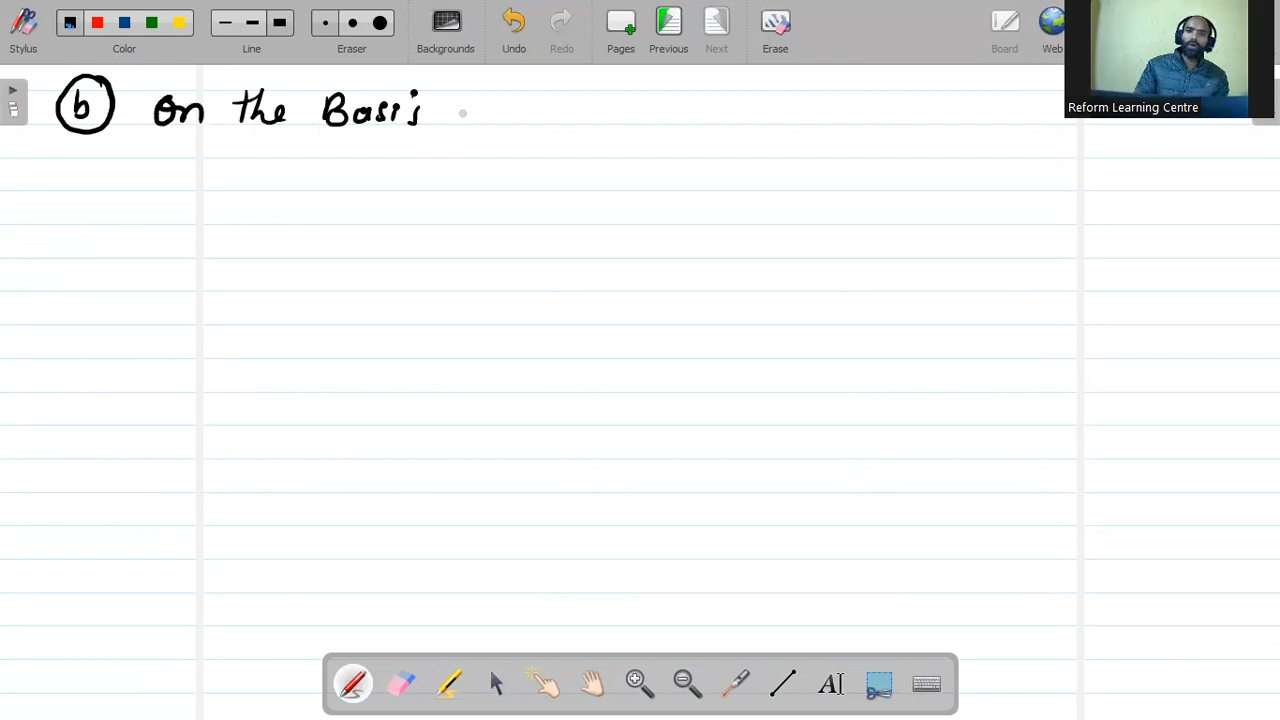 Stylus Color Line Eraser Backgrounds Undo Redo Pages Previous Next Erase Board Web
Reform Learning Centre
b On the Basis
AI